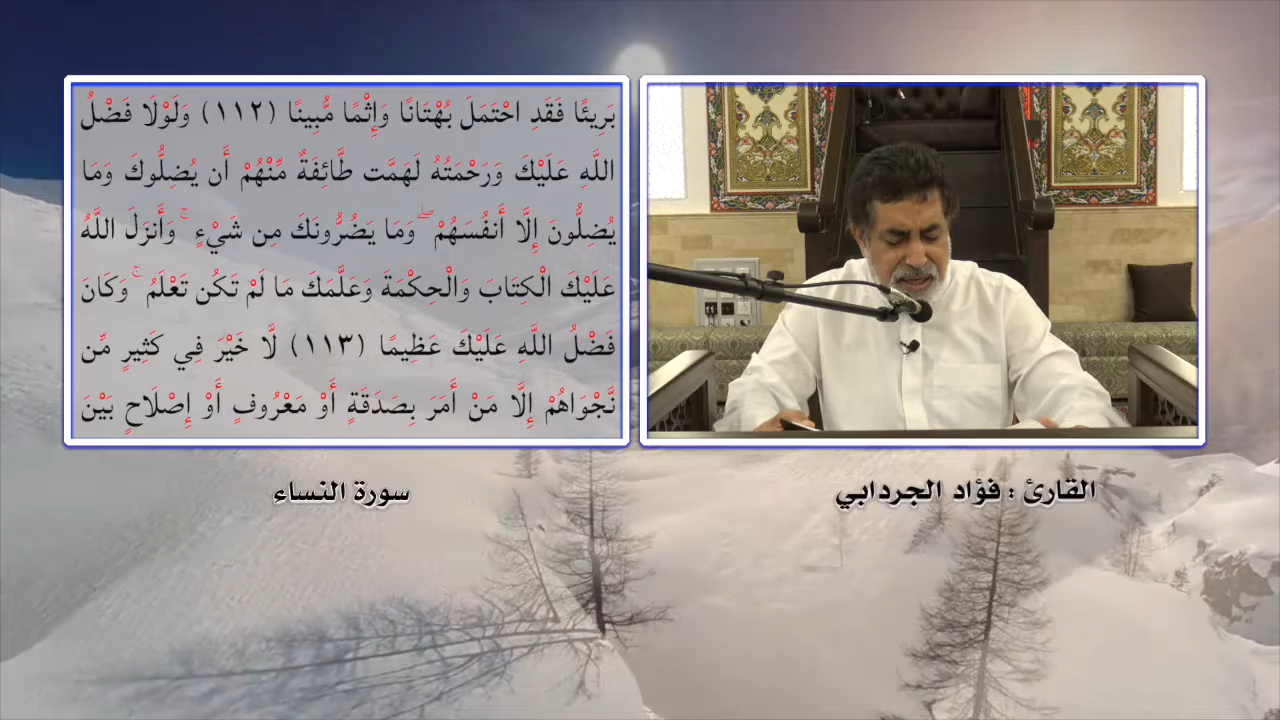 بَرِيئًا فَقَدِ احْتَمَلَ بُهْتَانًا وَإِثْمًا مُّبِينًا (١١٢) وَلَوْلَا فَضْلُ
اللَّهِ عَلَيْكَ وَرَحْمَتُهُ لَهَمَّت طَّائِفَةٌ مِّنْهُمْ أَن يُضِلُّوكَ وَمَا
يُضِلُّونَ إِلَّا أَنفُسَهُمْ ۖ وَمَا يَضُرُّونَكَ مِن شَيْءٍ ۚ وَأَنزَلَ اللَّهُ
عَلَيْكَ الْكِتَابَ وَالْحِكْمَةَ وَعَلَّمَكَ مَا لَمْ تَكُن تَعْلَمُ ۚ وَكَانَ
فَضْلُ اللَّهِ عَلَيْكَ عَظِيمًا (١١٣) لَّا خَيْرَ فِي كَثِيرٍ مِّن
نَّجْوَاهُمْ إِلَّا مَنْ أَمَرَ بِصَدَقَةٍ أَوْ مَعْرُوفٍ أَوْ إِصْلَاحٍ بَيْنَ
القارئ : فؤاد الجردابي
سورة النساء